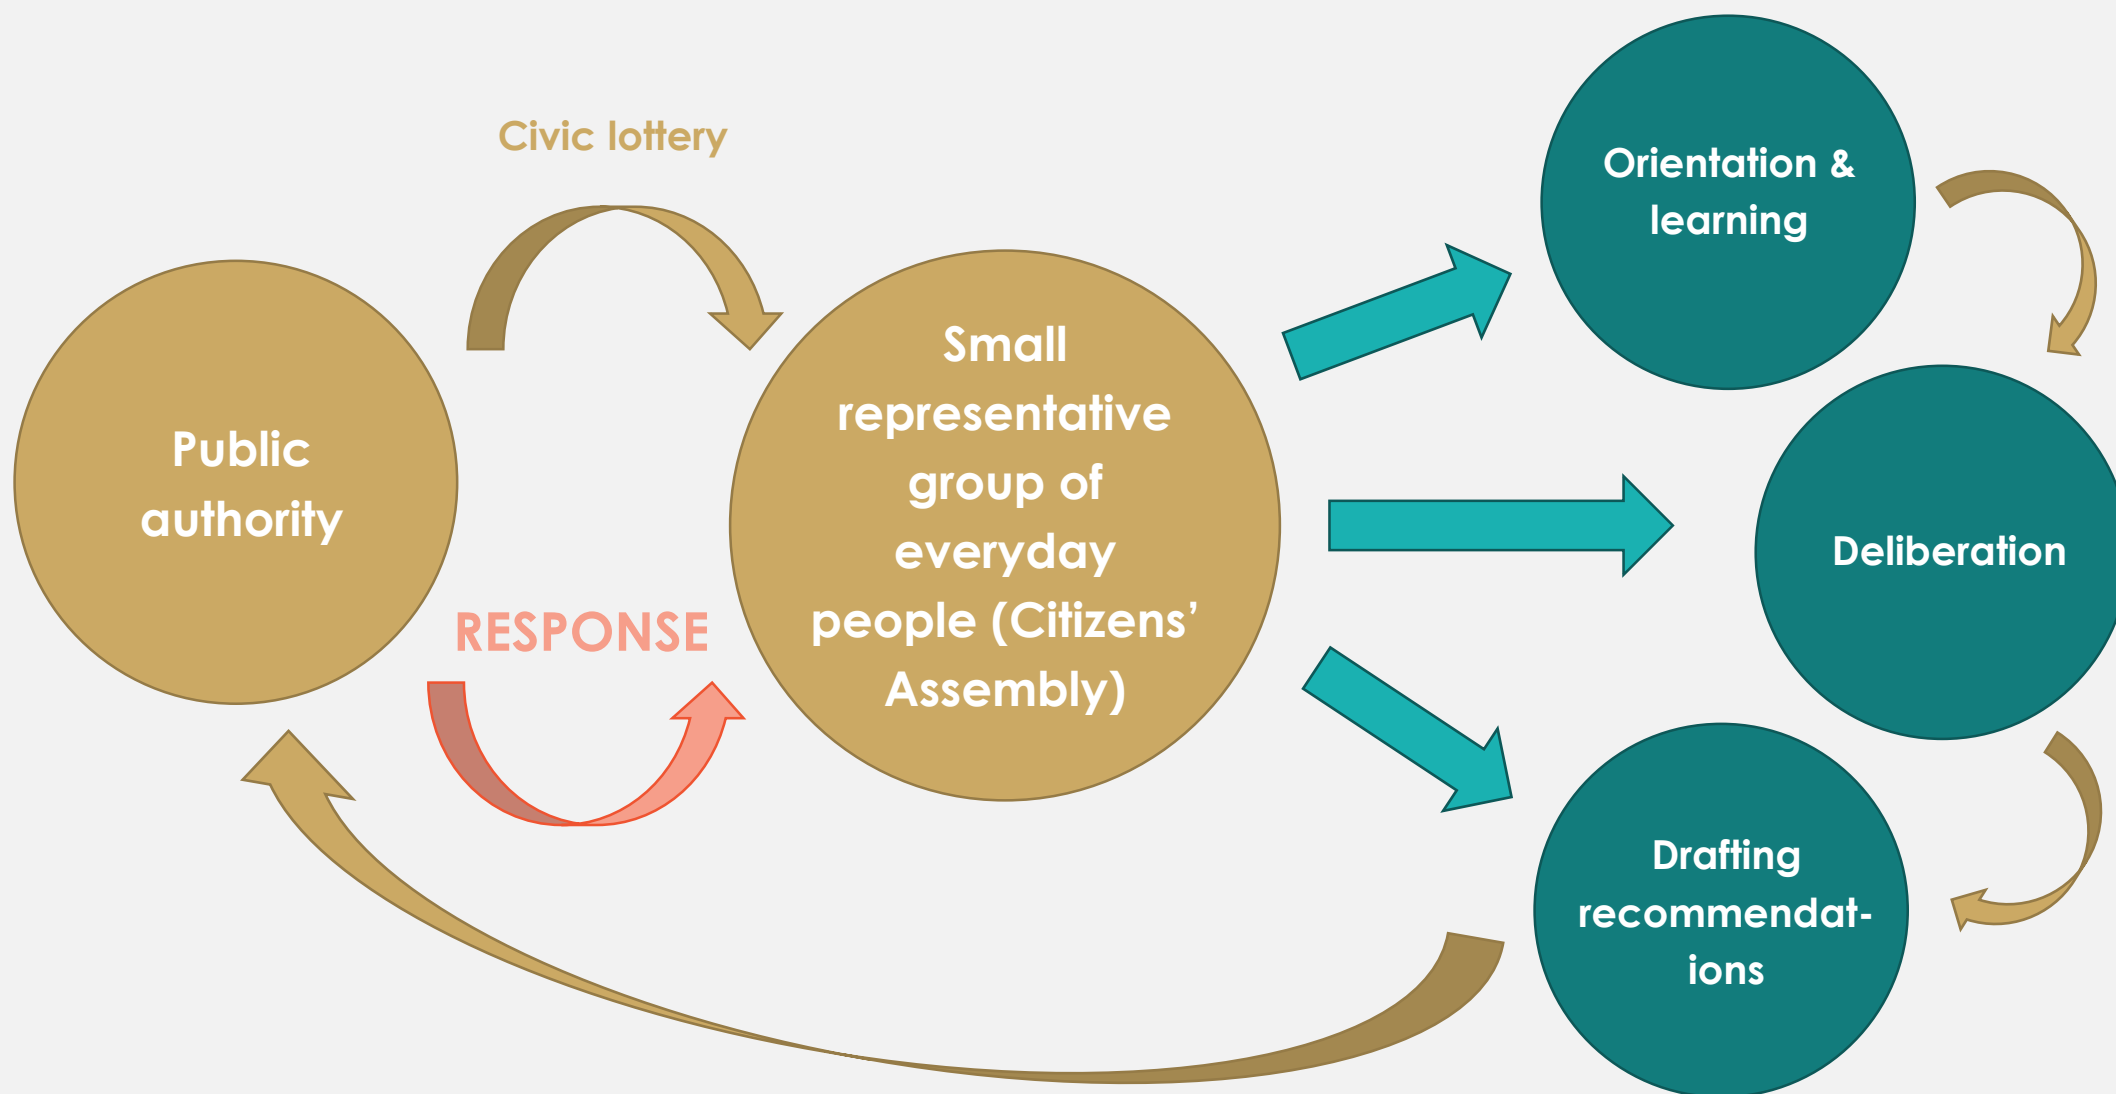 Civic lottery
Public
authority
RESPONSE
Small
representative
group of
everyday
people (Citizens’
Assembly)
Orientation &
learning
Deliberation
Drafting
recommendat-
ions